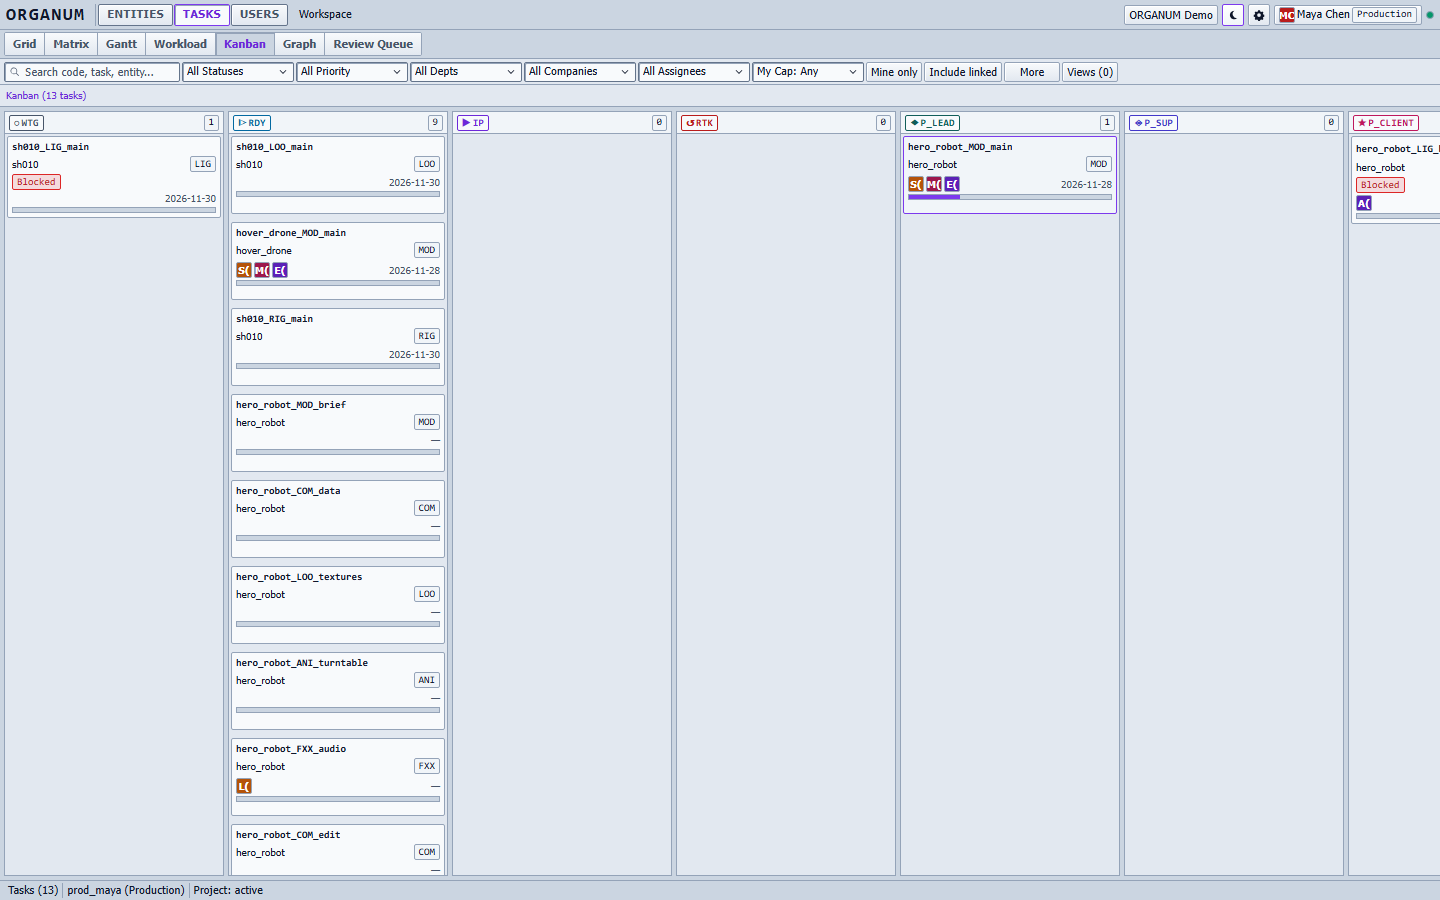 ORGANUM ENTITIES TASKS USERS Workspace ORGANUM Demo MC Maya Chen Production
Grid Matrix Gantt Workload Kanban Graph Review Queue
Search code, task, entity... All Statuses All Priority All Depts All Companies All Assignees My Cap: Any Mine only Include linked More Views (0)
Kanban (13 tasks)
WTG 1
sh010_LIG_main
sh010 LIG
Blocked
2026-11-30
RDY 9
sh010_LOO_main
sh010 LOO
2026-11-30
hover_drone_MOD_main
hover_drone MOD
S( M( E( 2026-11-28
sh010_RIG_main
sh010 RIG
2026-11-30
hero_robot_MOD_brief
hero_robot MOD
—
hero_robot_COM_data
hero_robot COM
—
hero_robot_LOO_textures
hero_robot LOO
—
hero_robot_ANI_turntable
hero_robot ANI
—
hero_robot_FXX_audio
hero_robot FXX
L( —
hero_robot_COM_edit
hero_robot COM
—
IP 0
RTK 0
P_LEAD 1
hero_robot_MOD_main
hero_robot MOD
S( M( E( 2026-11-28
P_SUP 0
P_CLIENT
hero_robot_LIG_
hero_robot
Blocked
A(
Tasks (13) prod_maya (Production) Project: active